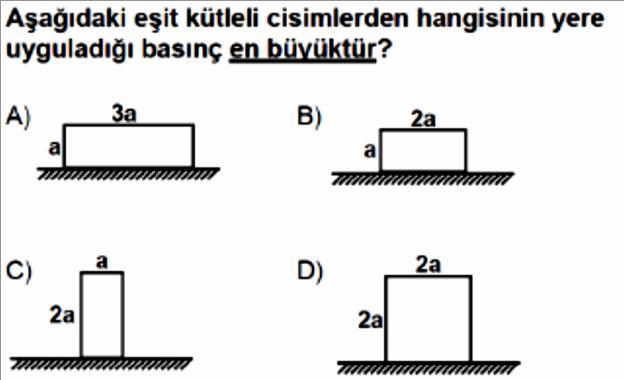 Aşağıdaki eşit kütleli cisimlerden hangisinin yere
uyguladığı basınç en büyüktür?
A)
3a
a
B)
2a
a
C)
a
2a
D)
2a
2a